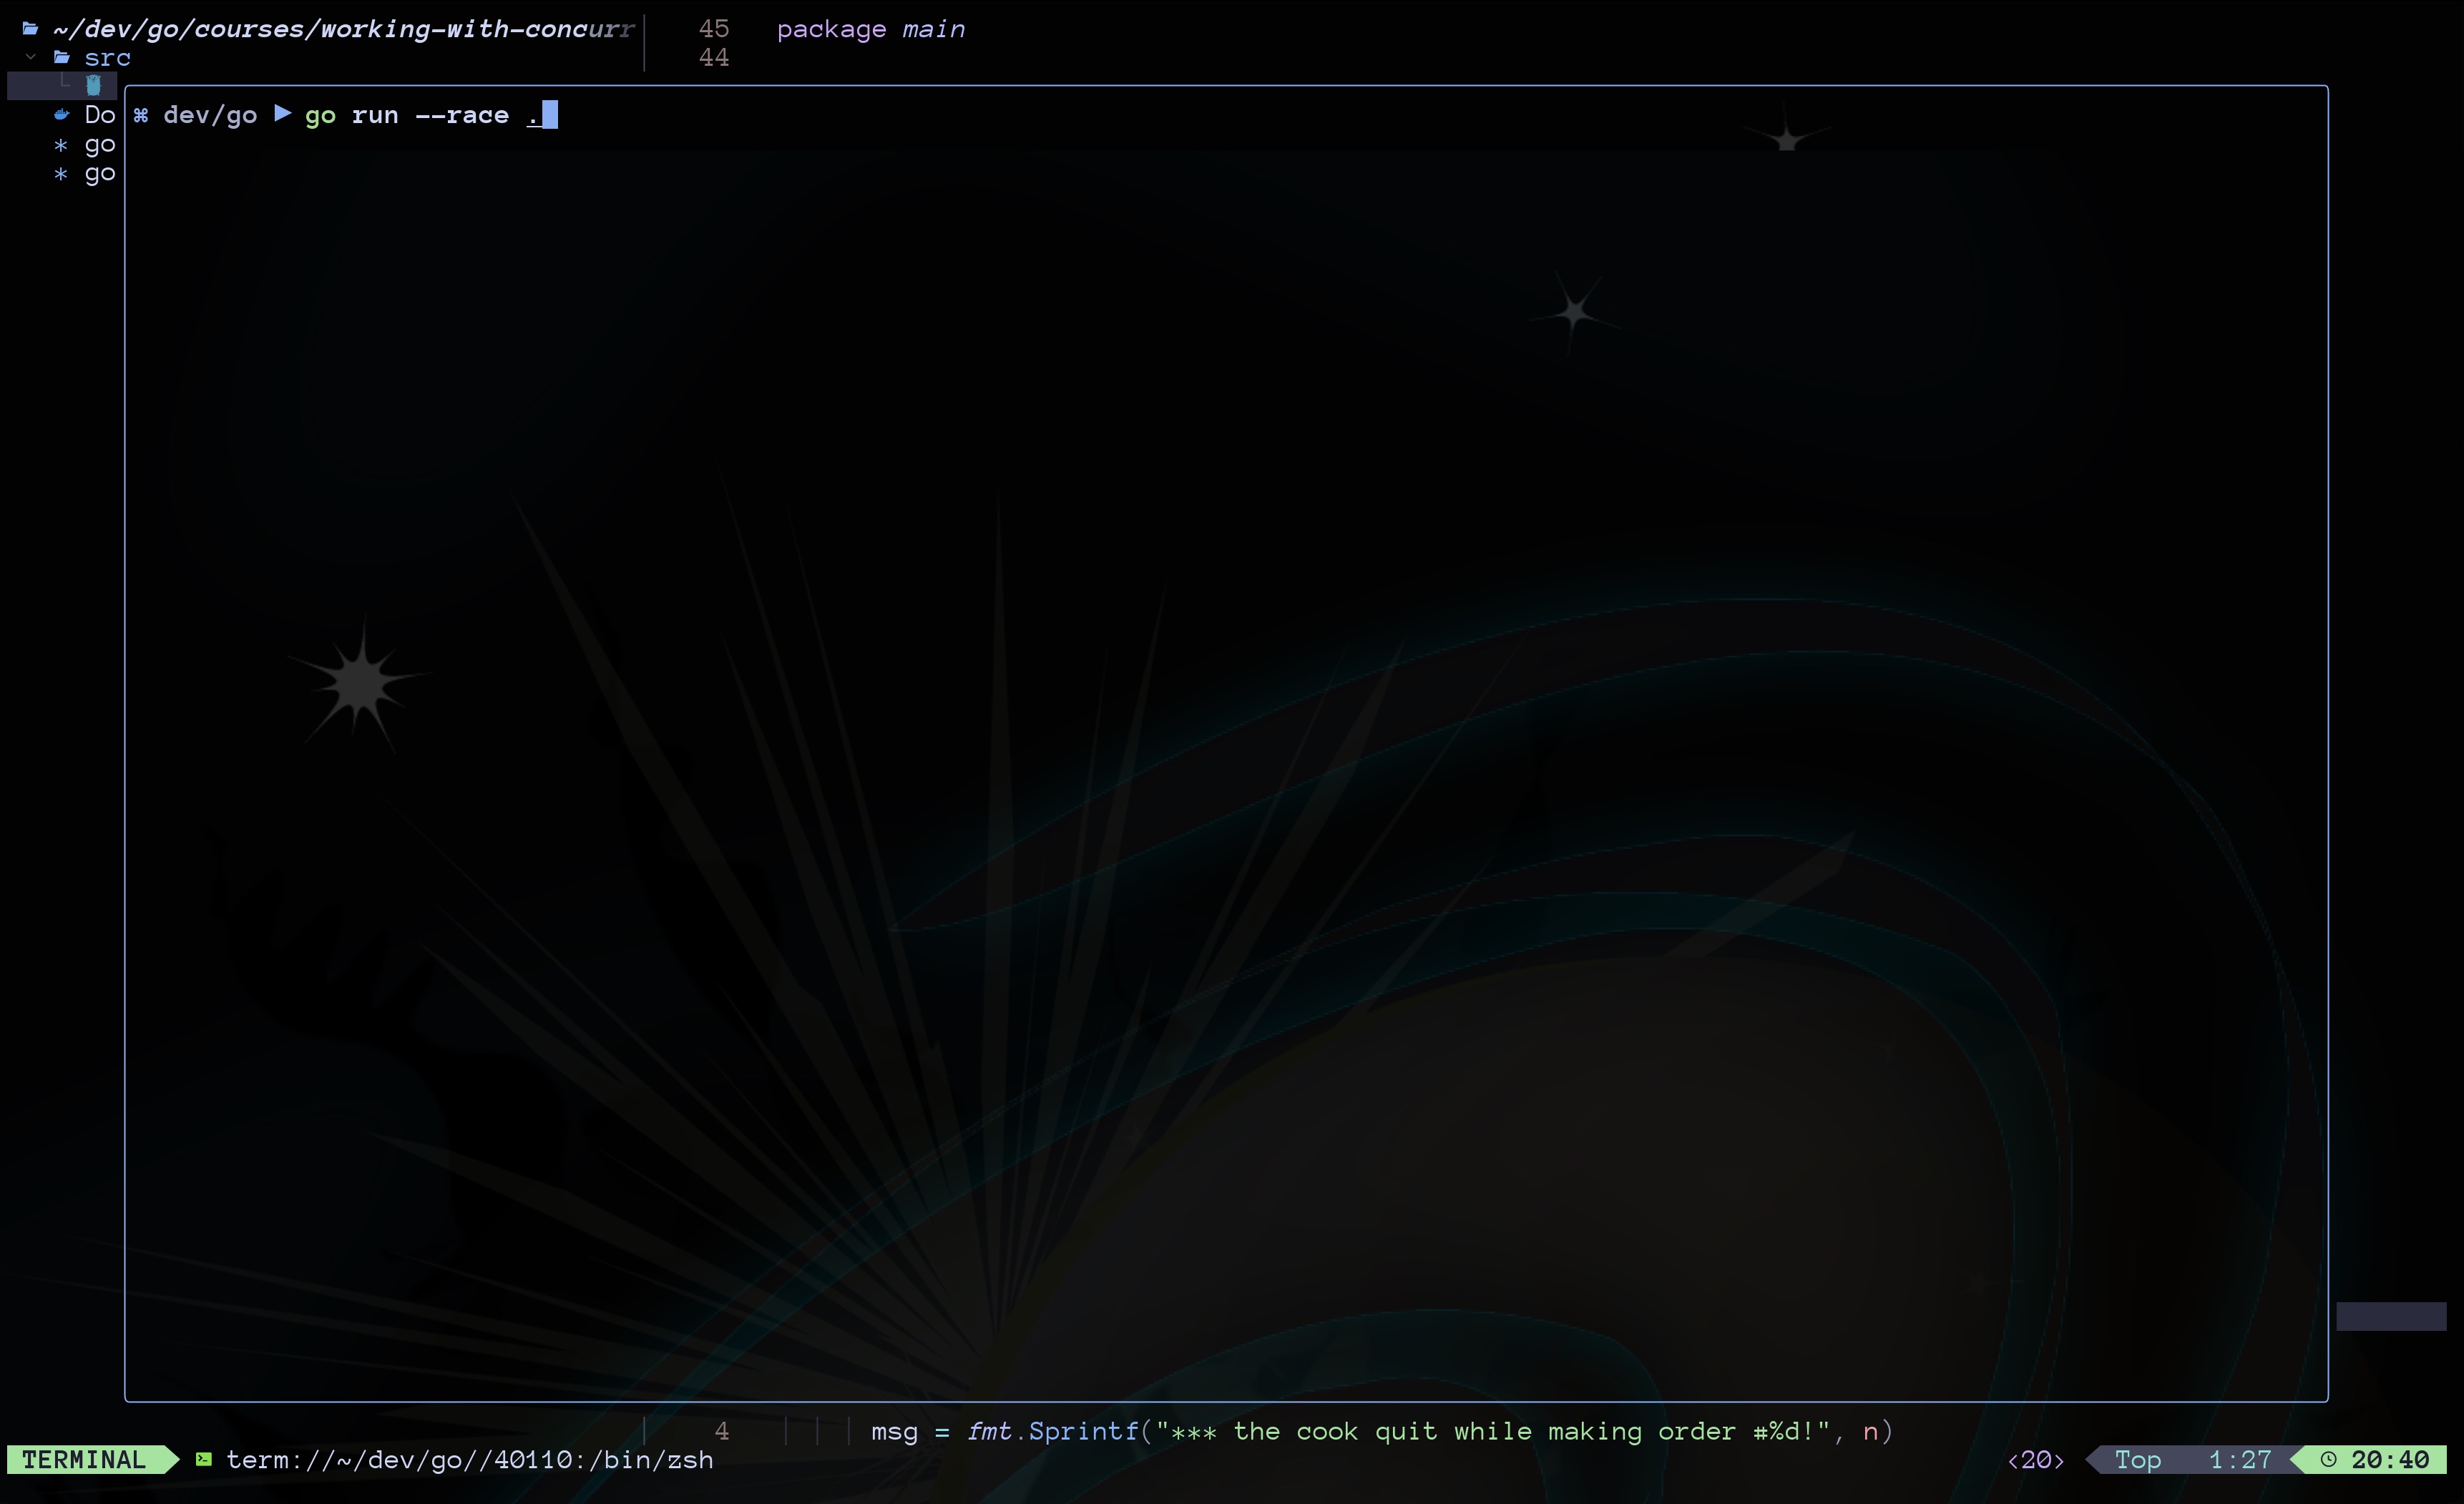 ~/dev/go/courses/working-with-concurr
src
Do
go
go
45 package main
44
⌘ dev/go ▶ go run --race .
4 msg = fmt.Sprintf("*** the cook quit while making order #%d!", n)
TERMINAL term://~/dev/go//40110:/bin/zsh <20> Top 1:27 20:40